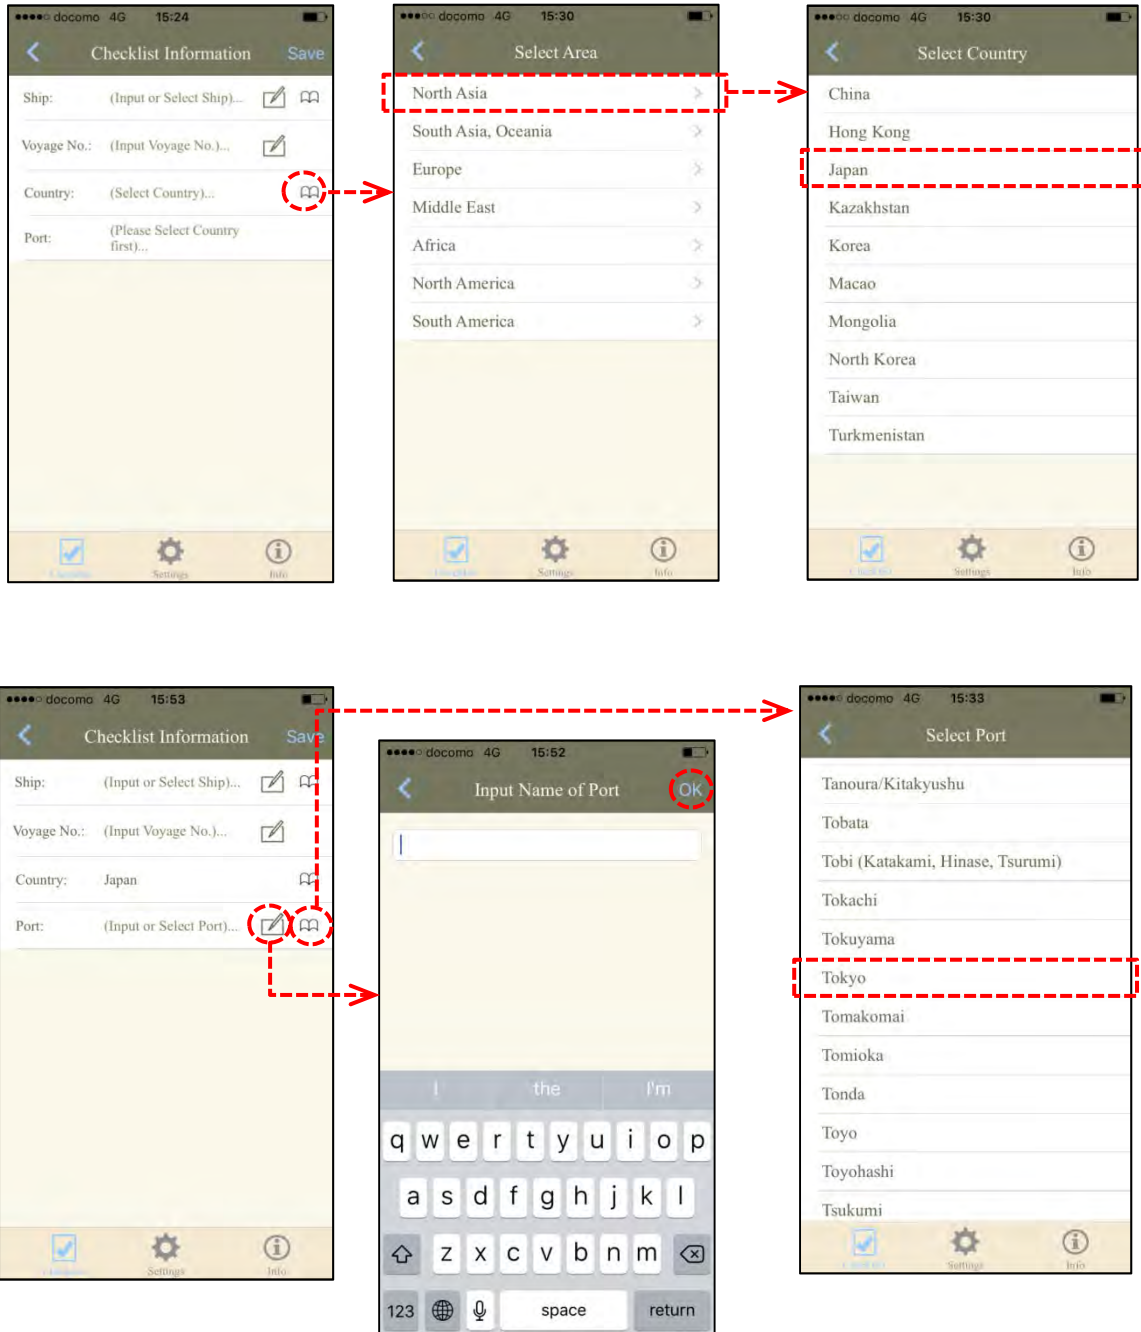 docomo 4G 15:24
Checklist Information Save
Ship: (Input or Select Ship)...
Voyage No.: (Input Voyage No.)...
Country: (Select Country)...
Port: (Please Select Country
first)...
Checklist Settings Info
docomo 4G 15:30
Select Area
North Asia
South Asia, Oceania
Europe
Middle East
Africa
North America
South America
Checklist Settings Info
docomo 4G 15:30
Select Country
China
Hong Kong
Japan
Kazakhstan
Korea
Macao
Mongolia
North Korea
Taiwan
Turkmenistan
Checklist Settings Info
docomo 4G 15:53
Checklist Information Save
Ship: (Input or Select Ship)...
Voyage No.: (Input Voyage No.)...
Country: Japan
Port: (Input or Select Port)...
Checklist Settings Info
docomo 4G 15:52
Input Name of Port OK
I the I'm
q w e r t y u i o p
a s d f g h j k l
z x c v b n m
123 space return
docomo 4G 15:33
Select Port
Tanoura/Kitakyushu
Tobata
Tobi (Katakami, Hinase, Tsurumi)
Tokachi
Tokuyama
Tokyo
Tomakomai
Tomioka
Tonda
Toyo
Toyohashi
Tsukumi
Checklist Settings Info